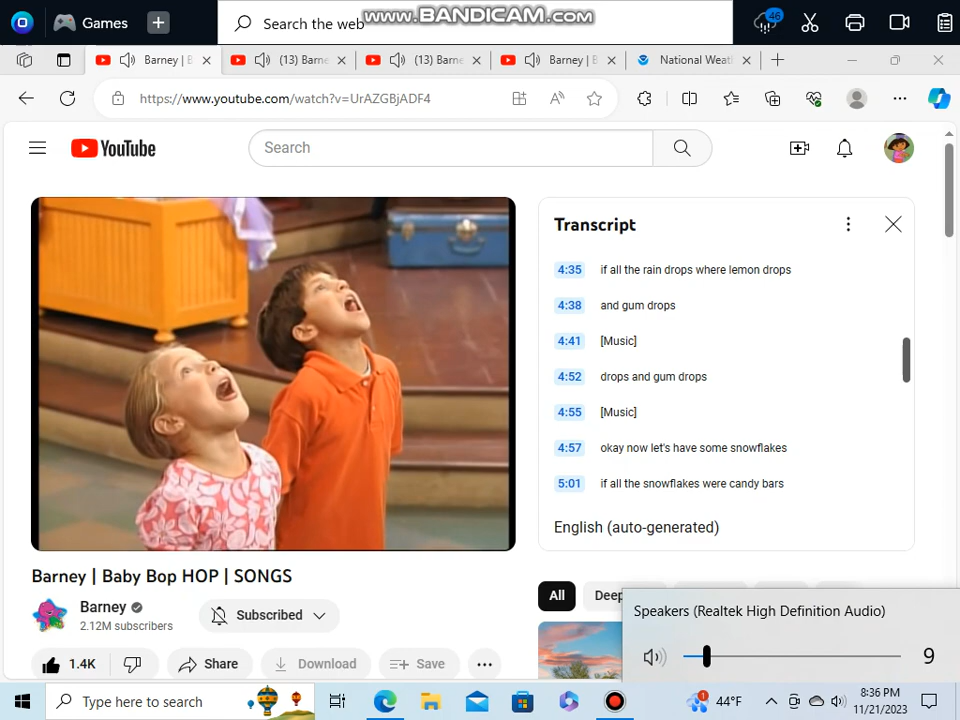 Games
Search the web
www.BANDICAM.com
46
Barney | B
(13) Barne
(13) Barne
Barney | B
National Weat
https://www.youtube.com/watch?v=UrAZGBjADF4
YouTube
Search
Transcript
4:35 if all the rain drops where lemon drops
4:38 and gum drops
4:41 [Music]
4:52 drops and gum drops
4:55 [Music]
4:57 okay now let's have some snowflakes
5:01 if all the snowflakes were candy bars
English (auto-generated)
Barney | Baby Bop HOP | SONGS
Barney
2.12M subscribers
Subscribed
1.4K
Share
Download
Save
All
Deep
Speakers (Realtek High Definition Audio)
9
Type here to search
1
44°F
8:36 PM
11/21/2023